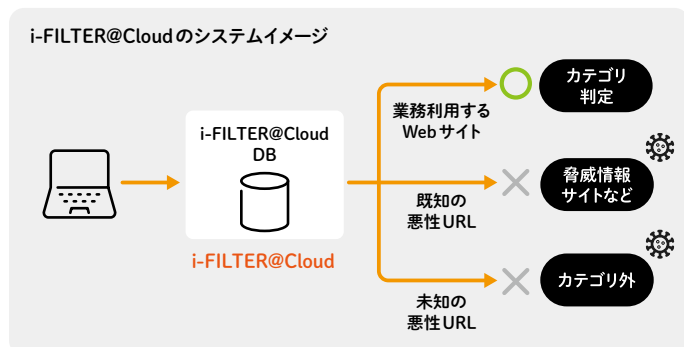 i-FILTER@Cloudのシステムイメージ
i-FILTER@Cloud
DB
i-FILTER@Cloud
業務利用する
Webサイト
カテゴリ
判定
既知の
悪性URL
脅威情報
サイトなど
未知の
悪性URL
カテゴリ外